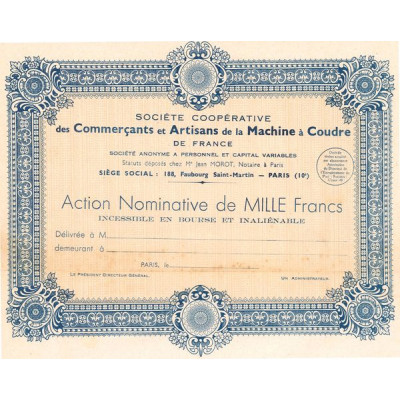 SOCIÉTÉ COOPÉRATIVE
des Commerçants et Artisans de la Machine à Coudre
DE FRANCE
SOCIÉTÉ ANONYME A PERSONNEL ET CAPITAL VARIABLES
Statuts déposés chez Me Jean MOROT, Notaire à Paris
SIÈGE SOCIAL : 188, Faubourg Saint-Martin - PARIS (10e)
Action Nominative de MILLE Francs
INCESSIBLE EN BOURSE ET INALIÉNABLE
Délivrée à M
demeurant à
PARIS, le
LE PRÉSIDENT DIRECTEUR GÉNÉRAL,
UN ADMINISTRATEUR,